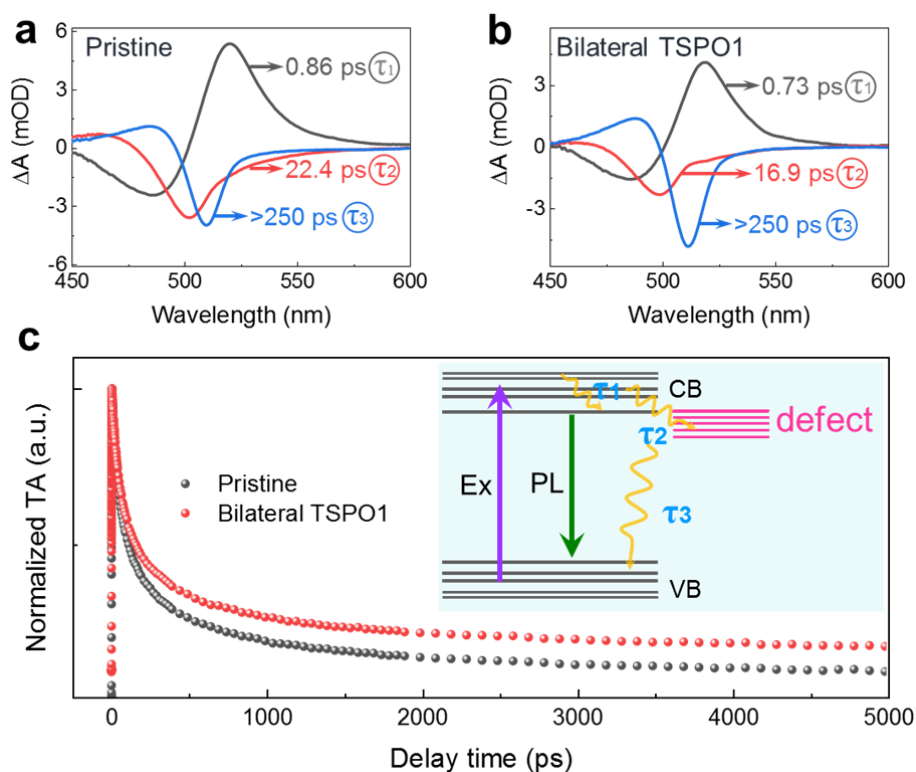 a
Pristine
0.86 ps τ1
22.4 ps τ2
>250 ps τ3
6
3
0
-3
-6
ΔA (mOD)
450 500 550 600
Wavelength (nm)
b
Bilateral TSPO1
0.73 ps τ1
16.9 ps τ2
>250 ps τ3
3
0
-3
ΔA (mOD)
450 500 550 600
Wavelength (nm)
c
Normalized TA (a.u.)
Pristine
Bilateral TSPO1
τ1
CB
defect
τ2
Ex
PL
τ3
VB
0 1000 2000 3000 4000 5000
Delay time (ps)